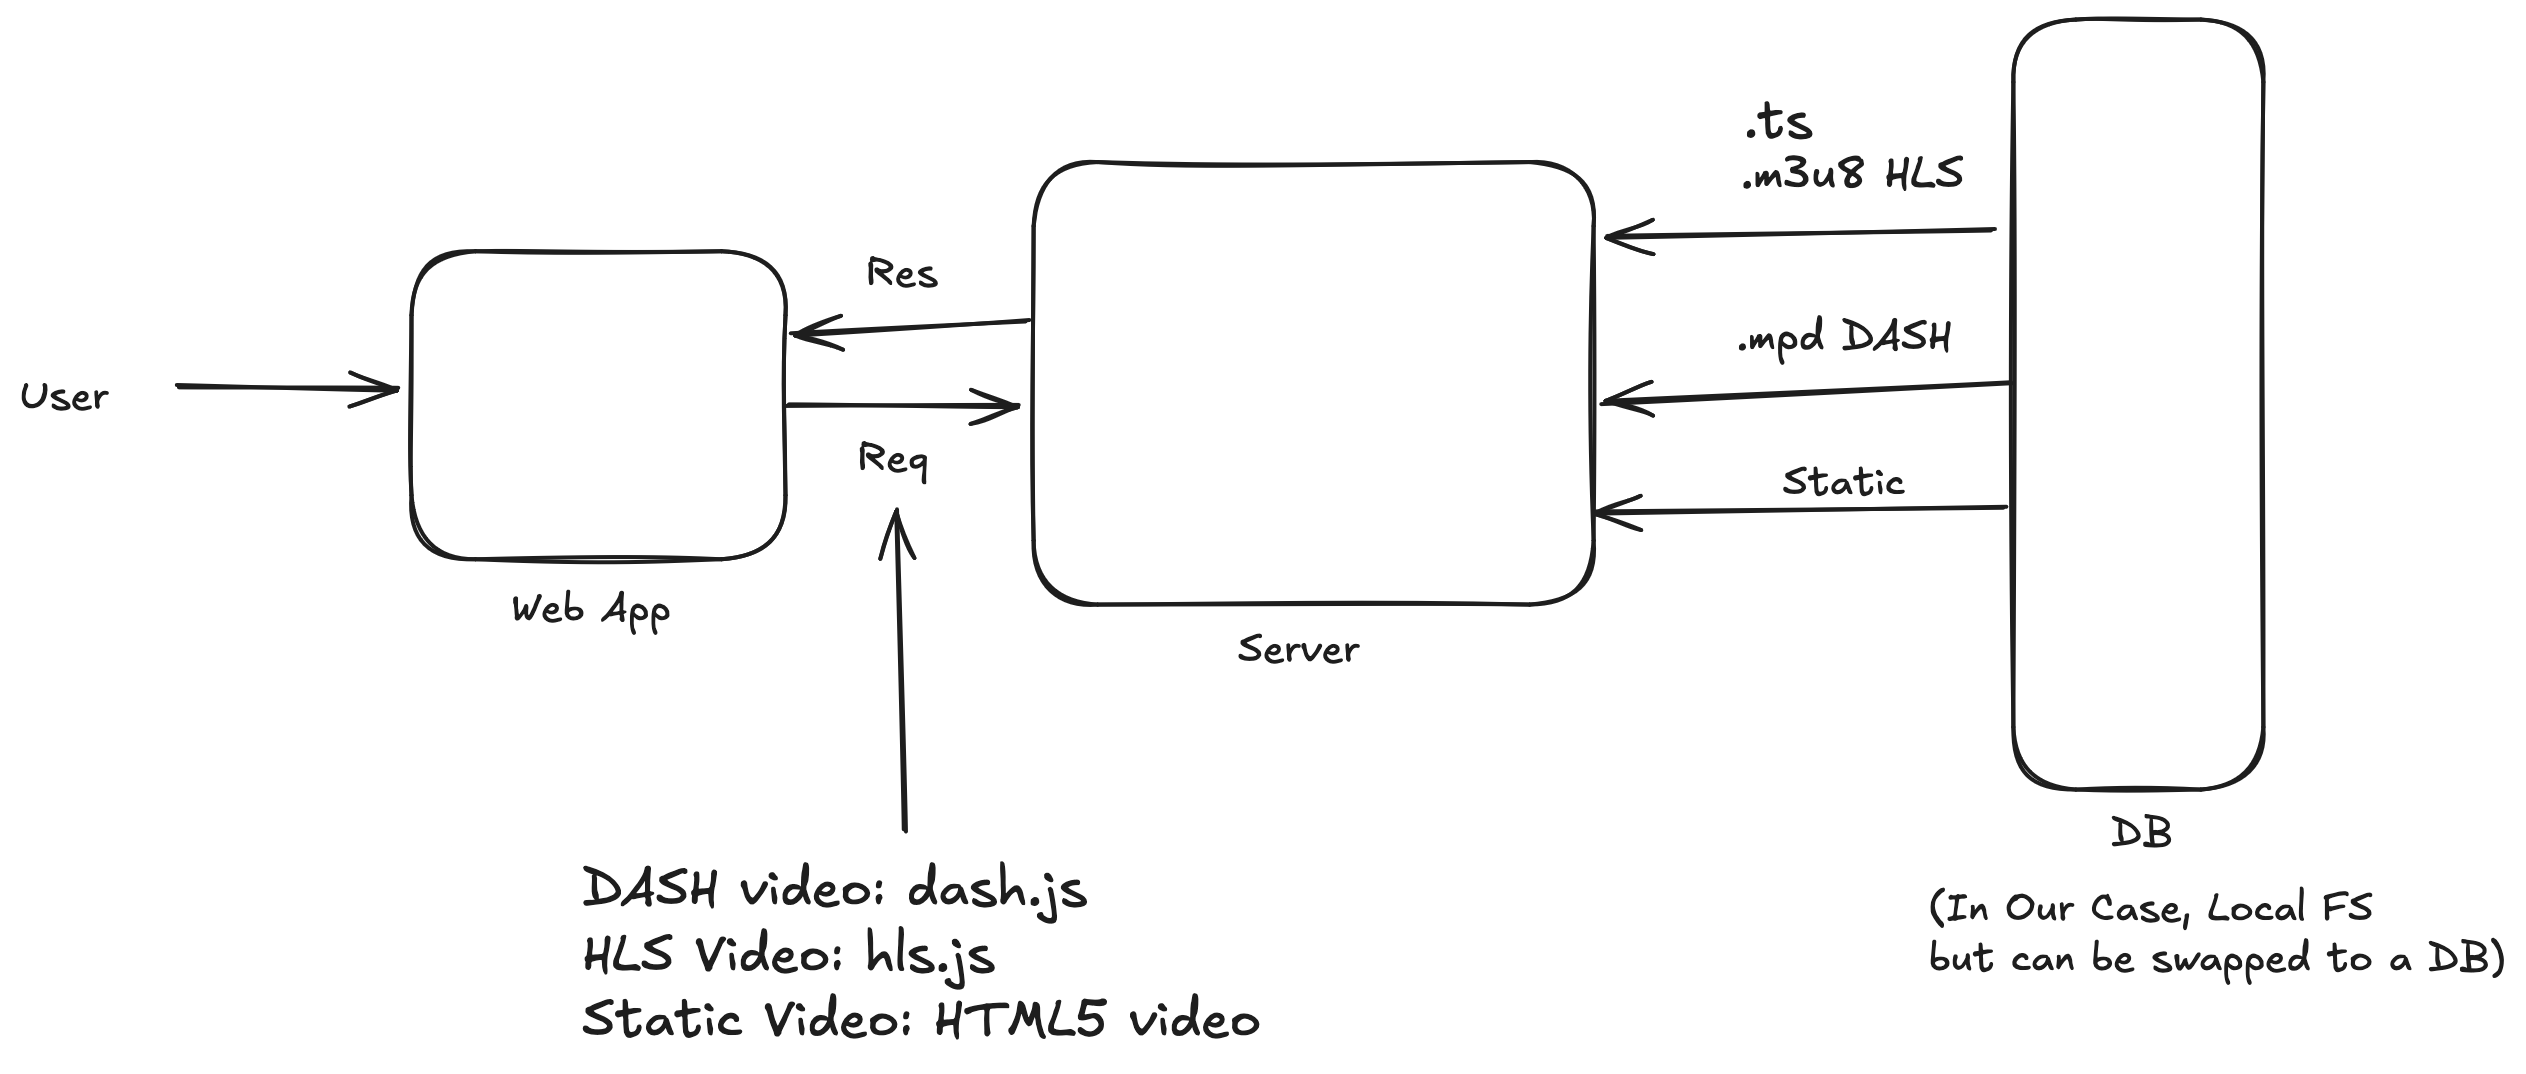 User
Web App
Res
Req
Server
.ts
.m3u8 HLS
.mpd DASH
Static
DB
(In Our Case, Local FS
but can be swapped to a DB)
DASH video: dash.js
HLS Video: hls.js
Static Video: HTML5 video